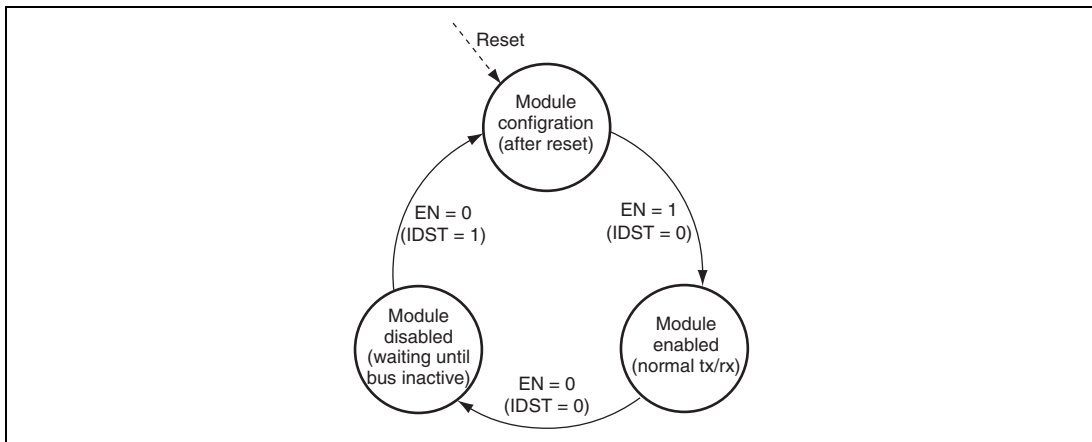 Reset
Module
configration
(after reset)
EN = 0
(IDST = 1)
EN = 1
(IDST = 0)
Module
disabled
(waiting until
bus inactive)
Module
enabled
(normal tx/rx)
EN = 0
(IDST = 0)